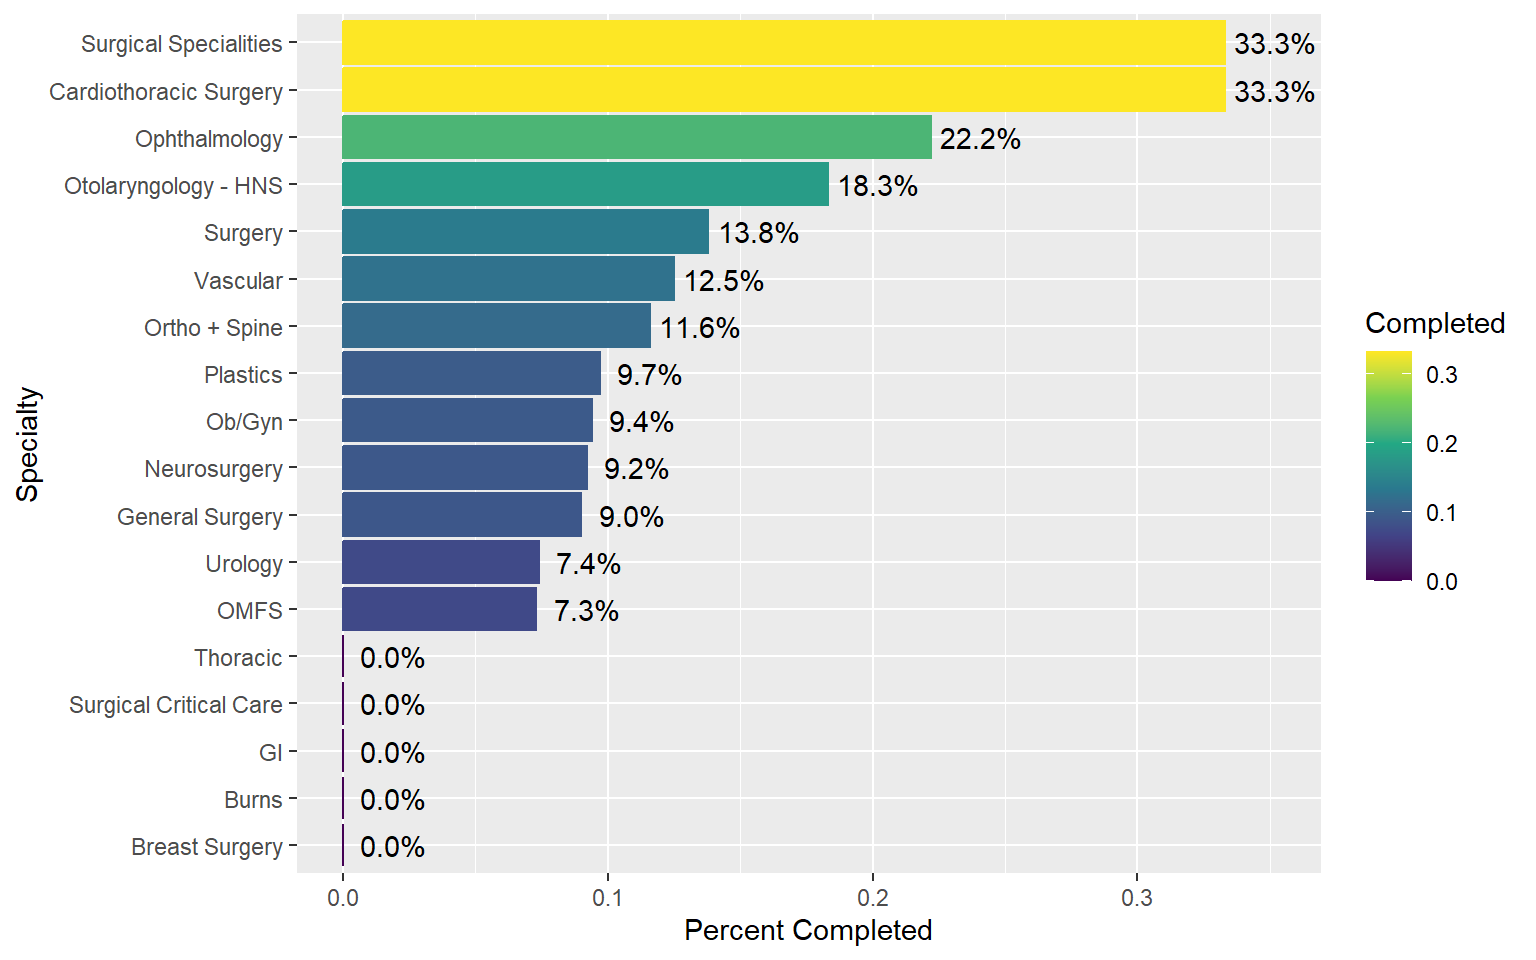 Surgical Specialities 33.3%
Cardiothoracic Surgery 33.3%
Ophthalmology 22.2%
Otolaryngology - HNS 18.3%
Surgery 13.8%
Vascular 12.5%
Ortho + Spine 11.6%
Plastics 9.7%
Ob/Gyn 9.4%
Neurosurgery 9.2%
General Surgery 9.0%
Urology 7.4%
OMFS 7.3%
Thoracic 0.0%
Surgical Critical Care 0.0%
GI 0.0%
Burns 0.0%
Breast Surgery 0.0%
Specialty
0.0 0.1 0.2 0.3
Percent Completed
Completed
0.3
0.2
0.1
0.0